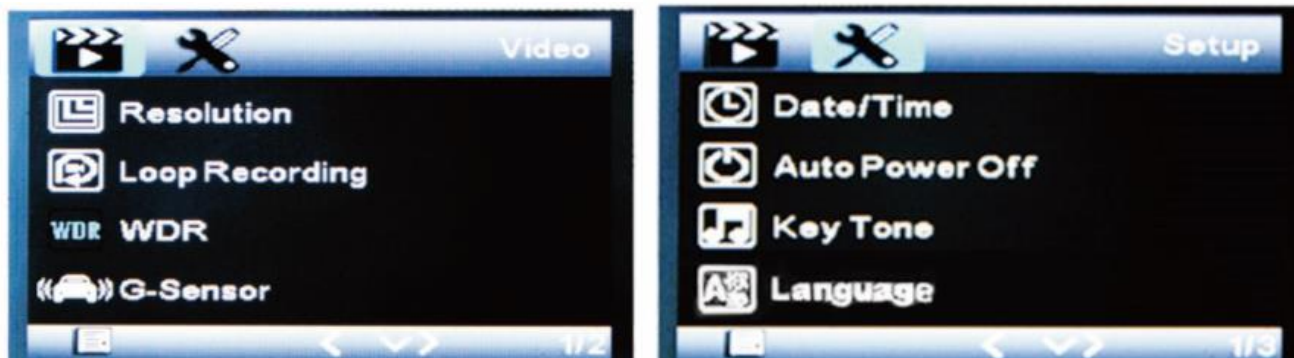 Video
Resolution
Loop Recording
WDR WDR
G-Sensor
1/2
Setup
Date/Time
Auto Power Off
Key Tone
Language
1/3